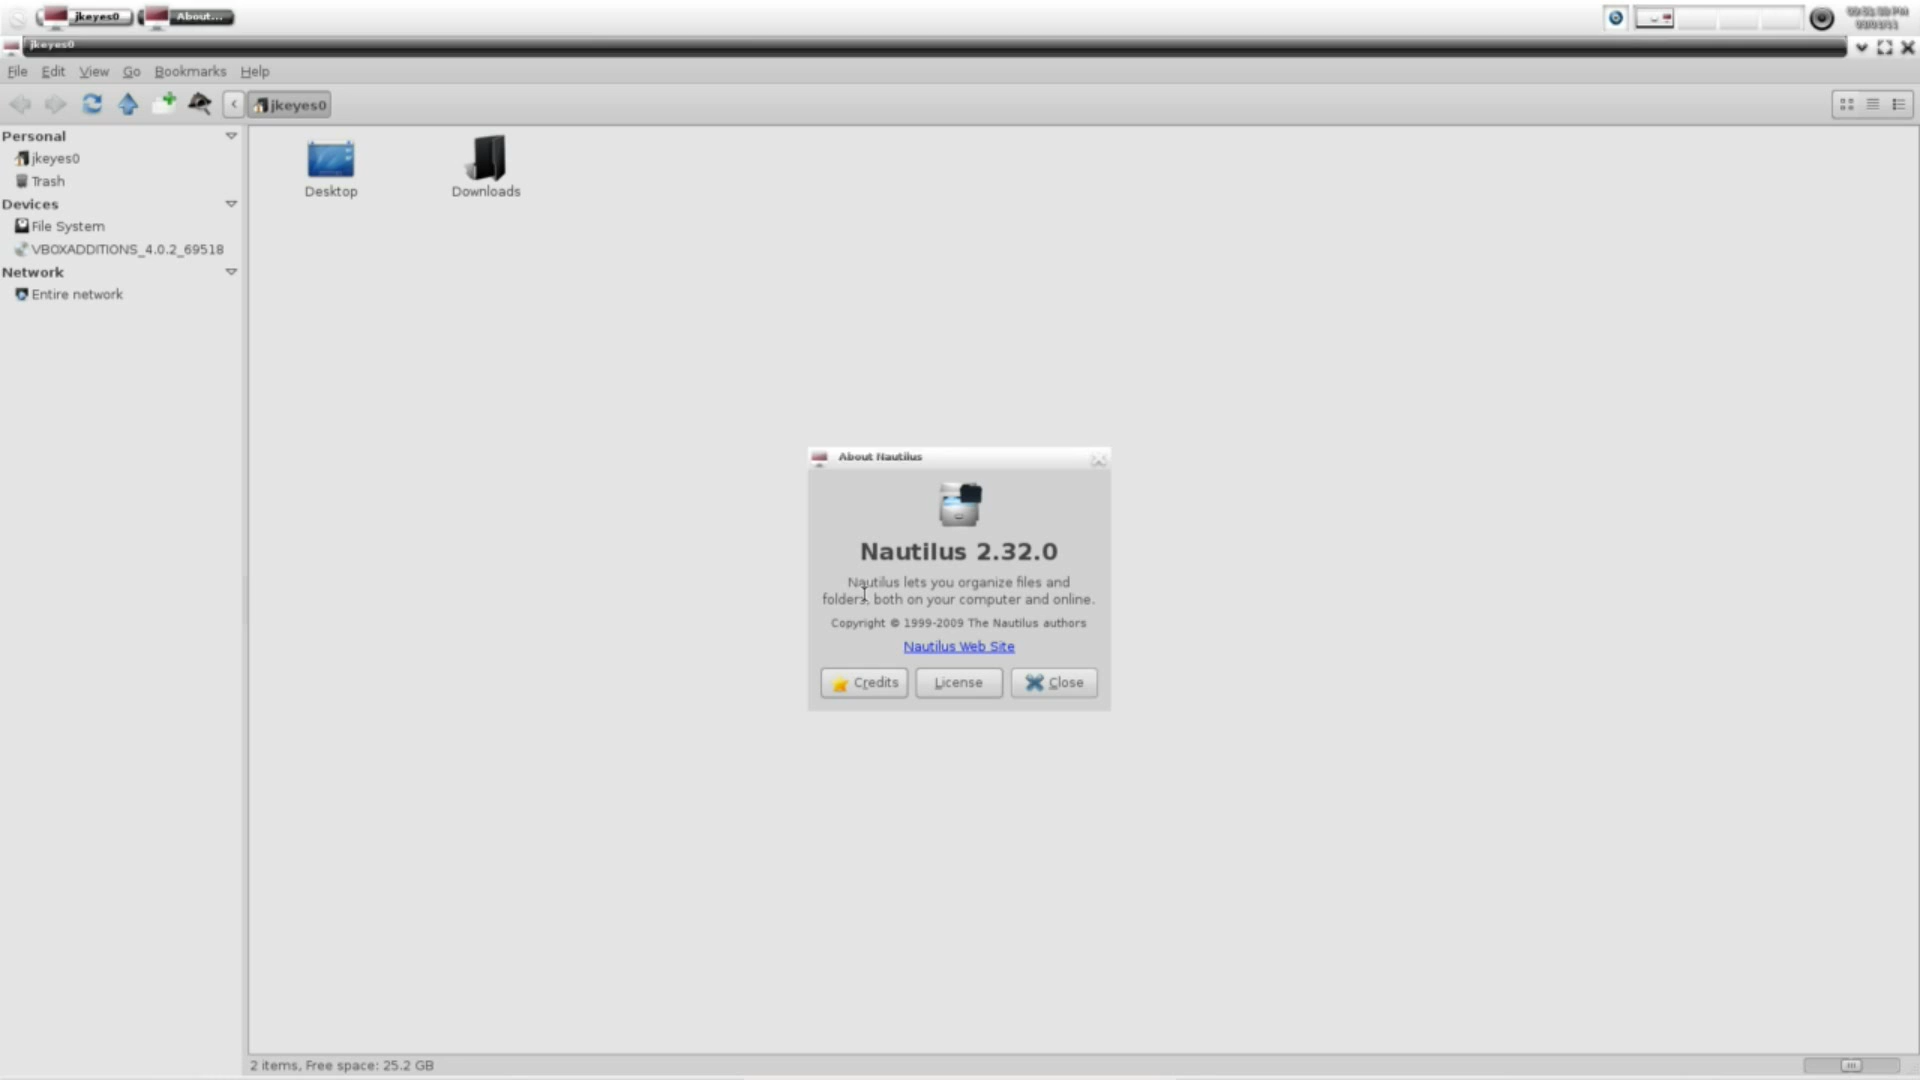 jkeyes0 About...
jkeyes0
File Edit View Go Bookmarks Help
jkeyes0
Personal
jkeyes0
Trash
Devices
File System
VBOXADDITIONS_4.0.2_69518
Network
Entire network
Desktop Downloads
About Nautilus
Nautilus 2.32.0
Nautilus lets you organize files and
folders, both on your computer and online.
Copyright © 1999-2009 The Nautilus authors
Nautilus Web Site
Credits License Close
2 items, Free space: 25.2 GB